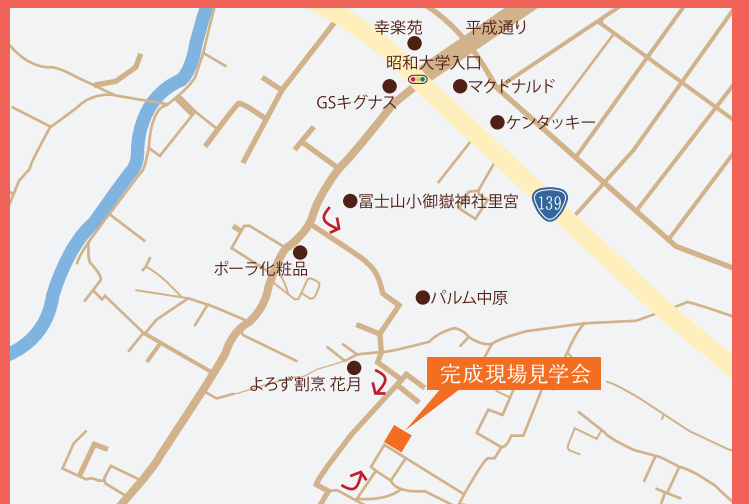 幸楽苑
平成通り
昭和大学入口
マクドナルド
GSキグナス
ケンタッキー
冨士山小御嶽神社里宮
139
ポーラ化粧品
パルム中原
完成現場見学会
よろず割烹 花月